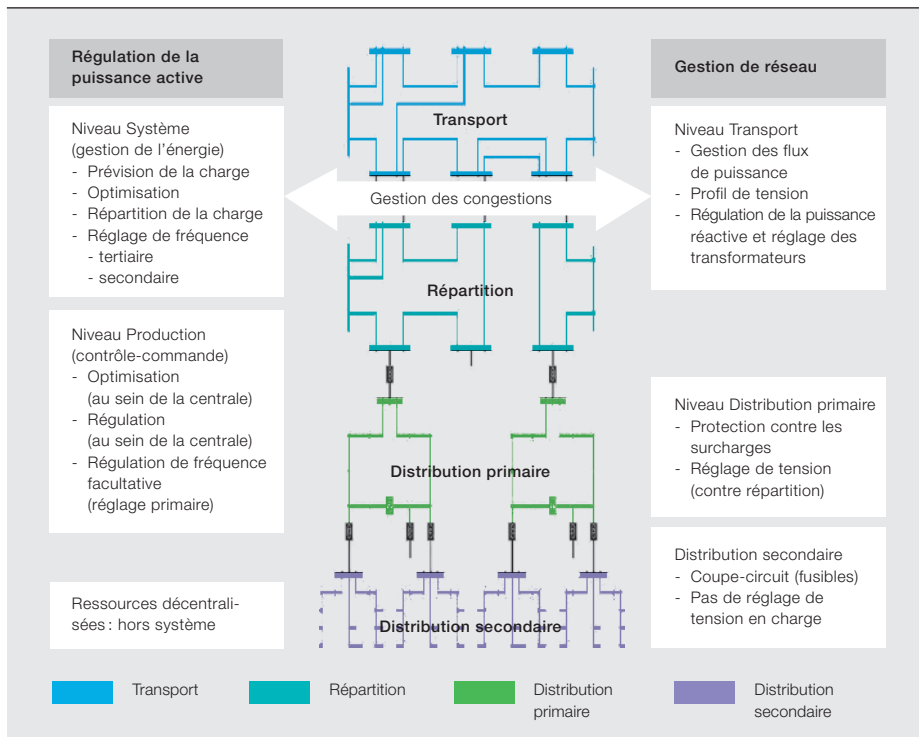 Régulation de la
puissance active
Niveau Système
(gestion de l'énergie)
- Prévision de la charge
- Optimisation
- Répartition de la charge
- Réglage de fréquence
- tertiaire
- secondaire
Niveau Production
(contrôle-commande)
- Optimisation
(au sein de la centrale)
- Régulation
(au sein de la centrale)
- Régulation de fréquence
facultative
(réglage primaire)
Ressources décentrali-
sées : hors système
Transport
Gestion des congestions
Répartition
Distribution primaire
Distribution secondaire
Gestion de réseau
Niveau Transport
- Gestion des flux
de puissance
- Profil de tension
- Régulation de la puissance
réactive et réglage des
transformateurs
Niveau Distribution primaire
- Protection contre les
surcharges
- Réglage de tension
(contre répartition)
Distribution secondaire
- Coupe-circuit (fusibles)
- Pas de réglage de
tension en charge
Transport
Répartition
Distribution
primaire
Distribution
secondaire